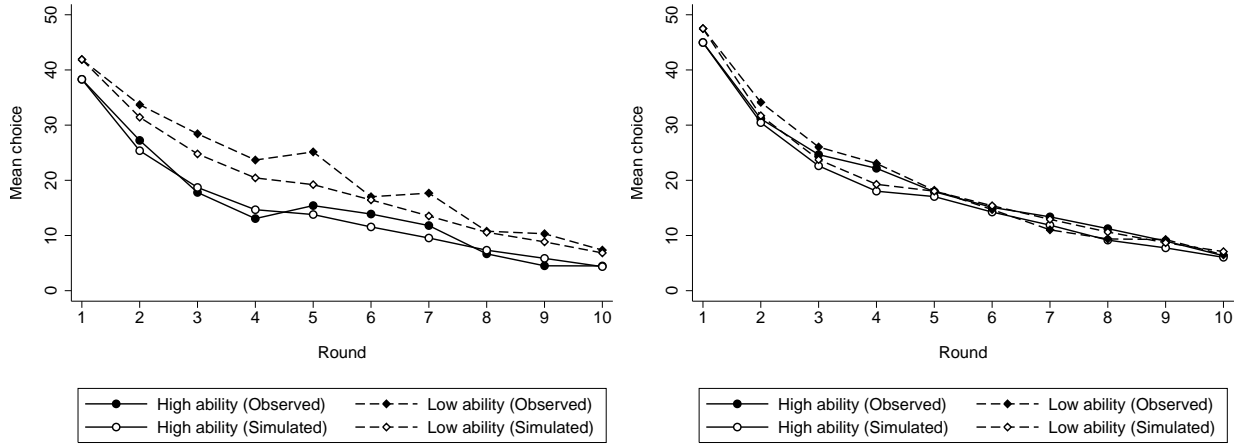 Mean choice
50
40
30
20
10
0
1 2 3 4 5 6 7 8 9 10
Round
High ability (Observed) Low ability (Observed)
High ability (Simulated) Low ability (Simulated)
Mean choice
50
40
30
20
10
0
1 2 3 4 5 6 7 8 9 10
Round
High ability (Observed) Low ability (Observed)
High ability (Simulated) Low ability (Simulated)